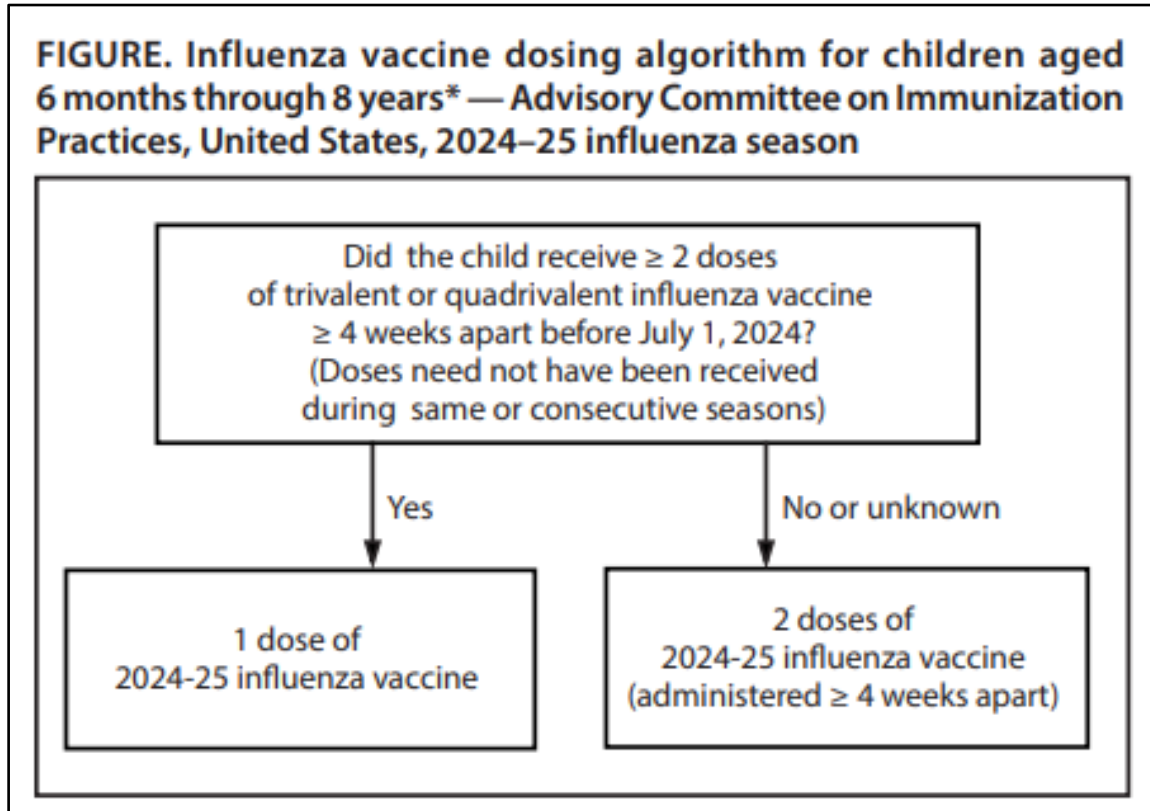 FIGURE. Influenza vaccine dosing algorithm for children aged
6 months through 8 years* — Advisory Committee on Immunization
Practices, United States, 2024–25 influenza season
Did the child receive ≥ 2 doses
of trivalent or quadrivalent influenza vaccine
≥ 4 weeks apart before July 1, 2024?
(Doses need not have been received
during same or consecutive seasons)
Yes
No or unknown
1 dose of
2024-25 influenza vaccine
2 doses of
2024-25 influenza vaccine
(administered ≥ 4 weeks apart)